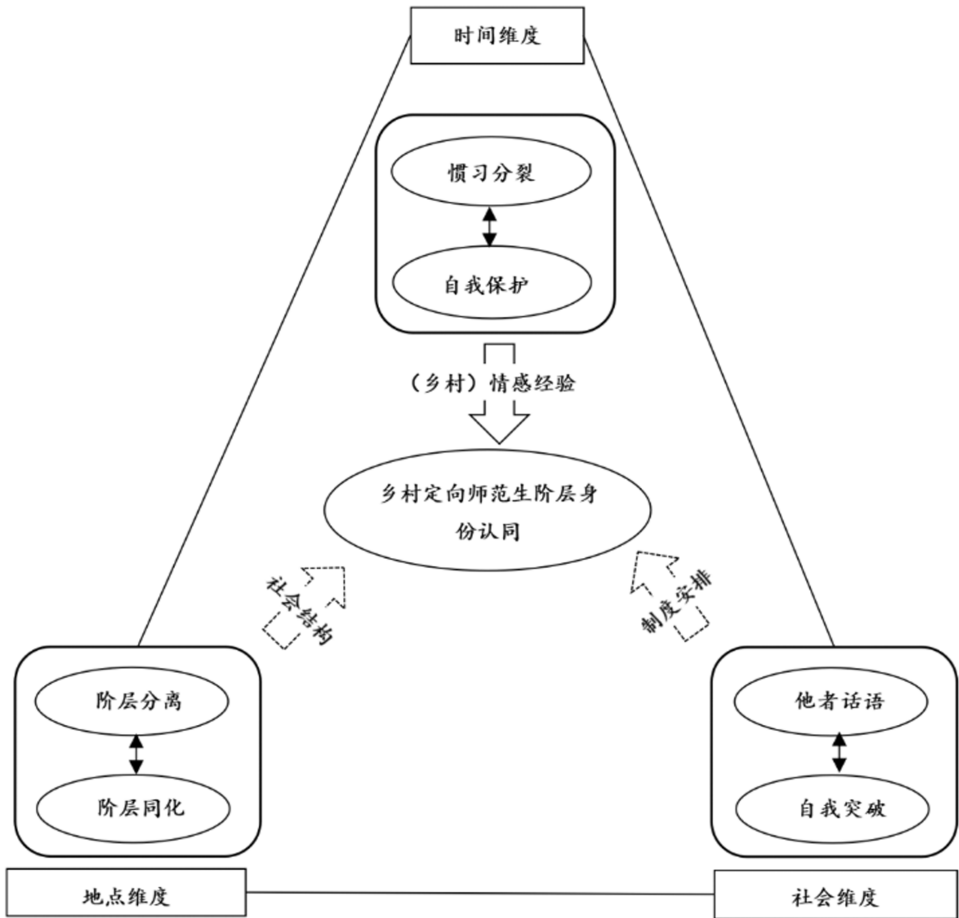 时间维度
惯习分裂
自我保护
（乡村）情感经验
乡村定向师范生阶层身
份认同
社会结构
制度安排
阶层分离
阶层同化
他者话语
自我突破
地点维度
社会维度